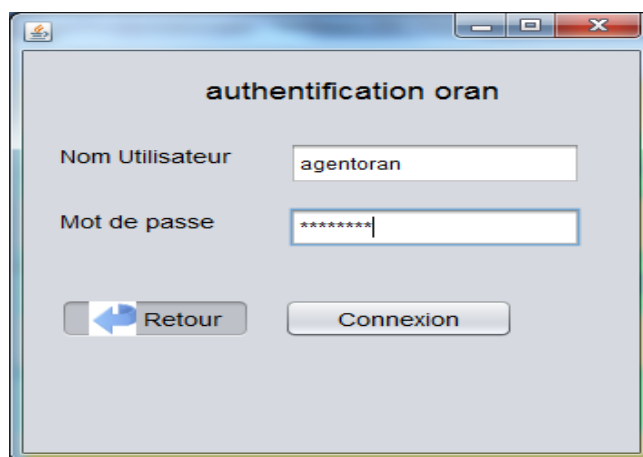 authentification oran
Nom Utilisateur agentoran
Mot de passe ********
Retour Connexion